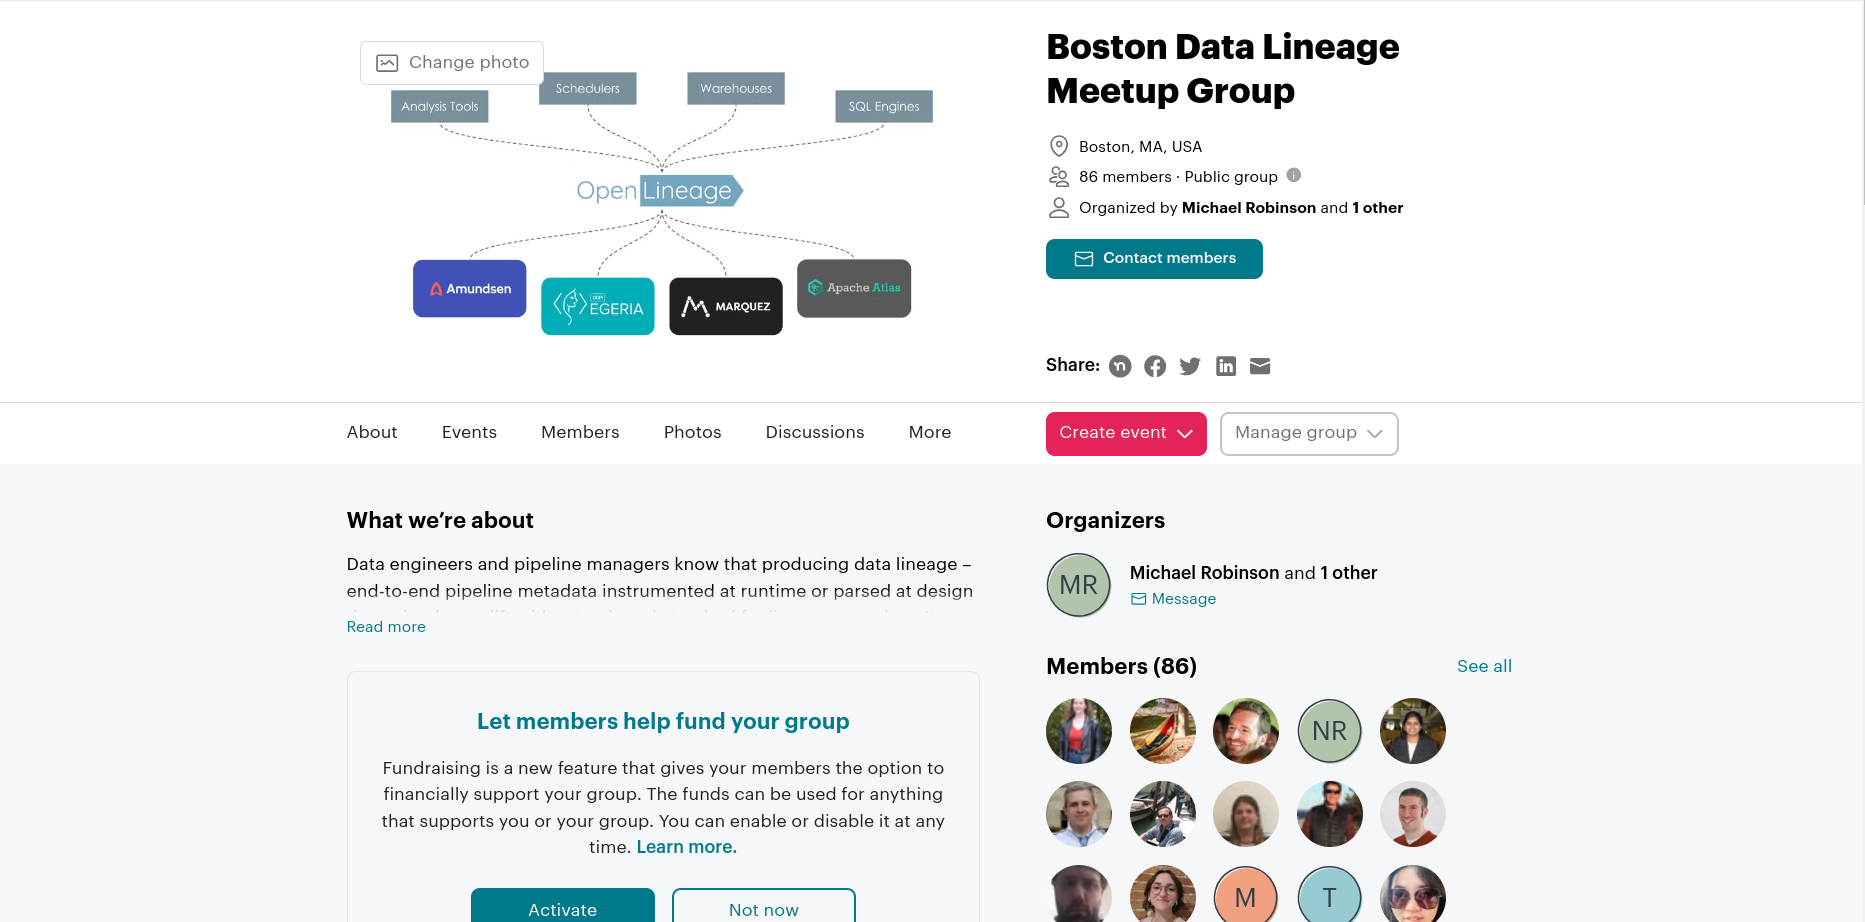 Change photo
Analysis Tools
Schedulers
Warehouses
SQL Engines
Open Lineage
Amundsen
EGERIA
MARQUEZ
Apache Atlas
Boston Data Lineage
Meetup Group
Boston, MA, USA
86 members · Public group
Organized by Michael Robinson and 1 other
Contact members
Share:
About Events Members Photos Discussions More
Create event
Manage group
What we’re about
Data engineers and pipeline managers know that producing data lineage –
end-to-end pipeline metadata instrumented at runtime or parsed at design
Read more
Let members help fund your group
Fundraising is a new feature that gives your members the option to
financially support your group. The funds can be used for anything
that supports you or your group. You can enable or disable it at any
time. Learn more.
Activate
Not now
Organizers
MR
Michael Robinson and 1 other
Message
Members (86)
See all
NR
M
T